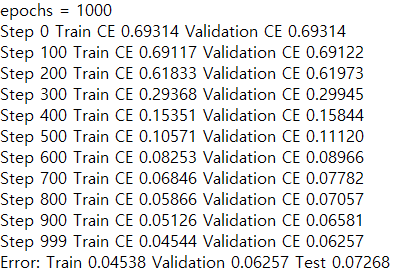 epochs = 1000
Step 0 Train CE 0.69314 Validation CE 0.69314
Step 100 Train CE 0.69117 Validation CE 0.69122
Step 200 Train CE 0.61833 Validation CE 0.61973
Step 300 Train CE 0.29368 Validation CE 0.29945
Step 400 Train CE 0.15351 Validation CE 0.15844
Step 500 Train CE 0.10571 Validation CE 0.11120
Step 600 Train CE 0.08253 Validation CE 0.08966
Step 700 Train CE 0.06846 Validation CE 0.07782
Step 800 Train CE 0.05866 Validation CE 0.07057
Step 900 Train CE 0.05126 Validation CE 0.06581
Step 999 Train CE 0.04544 Validation CE 0.06257
Error: Train 0.04538 Validation 0.06257 Test 0.07268